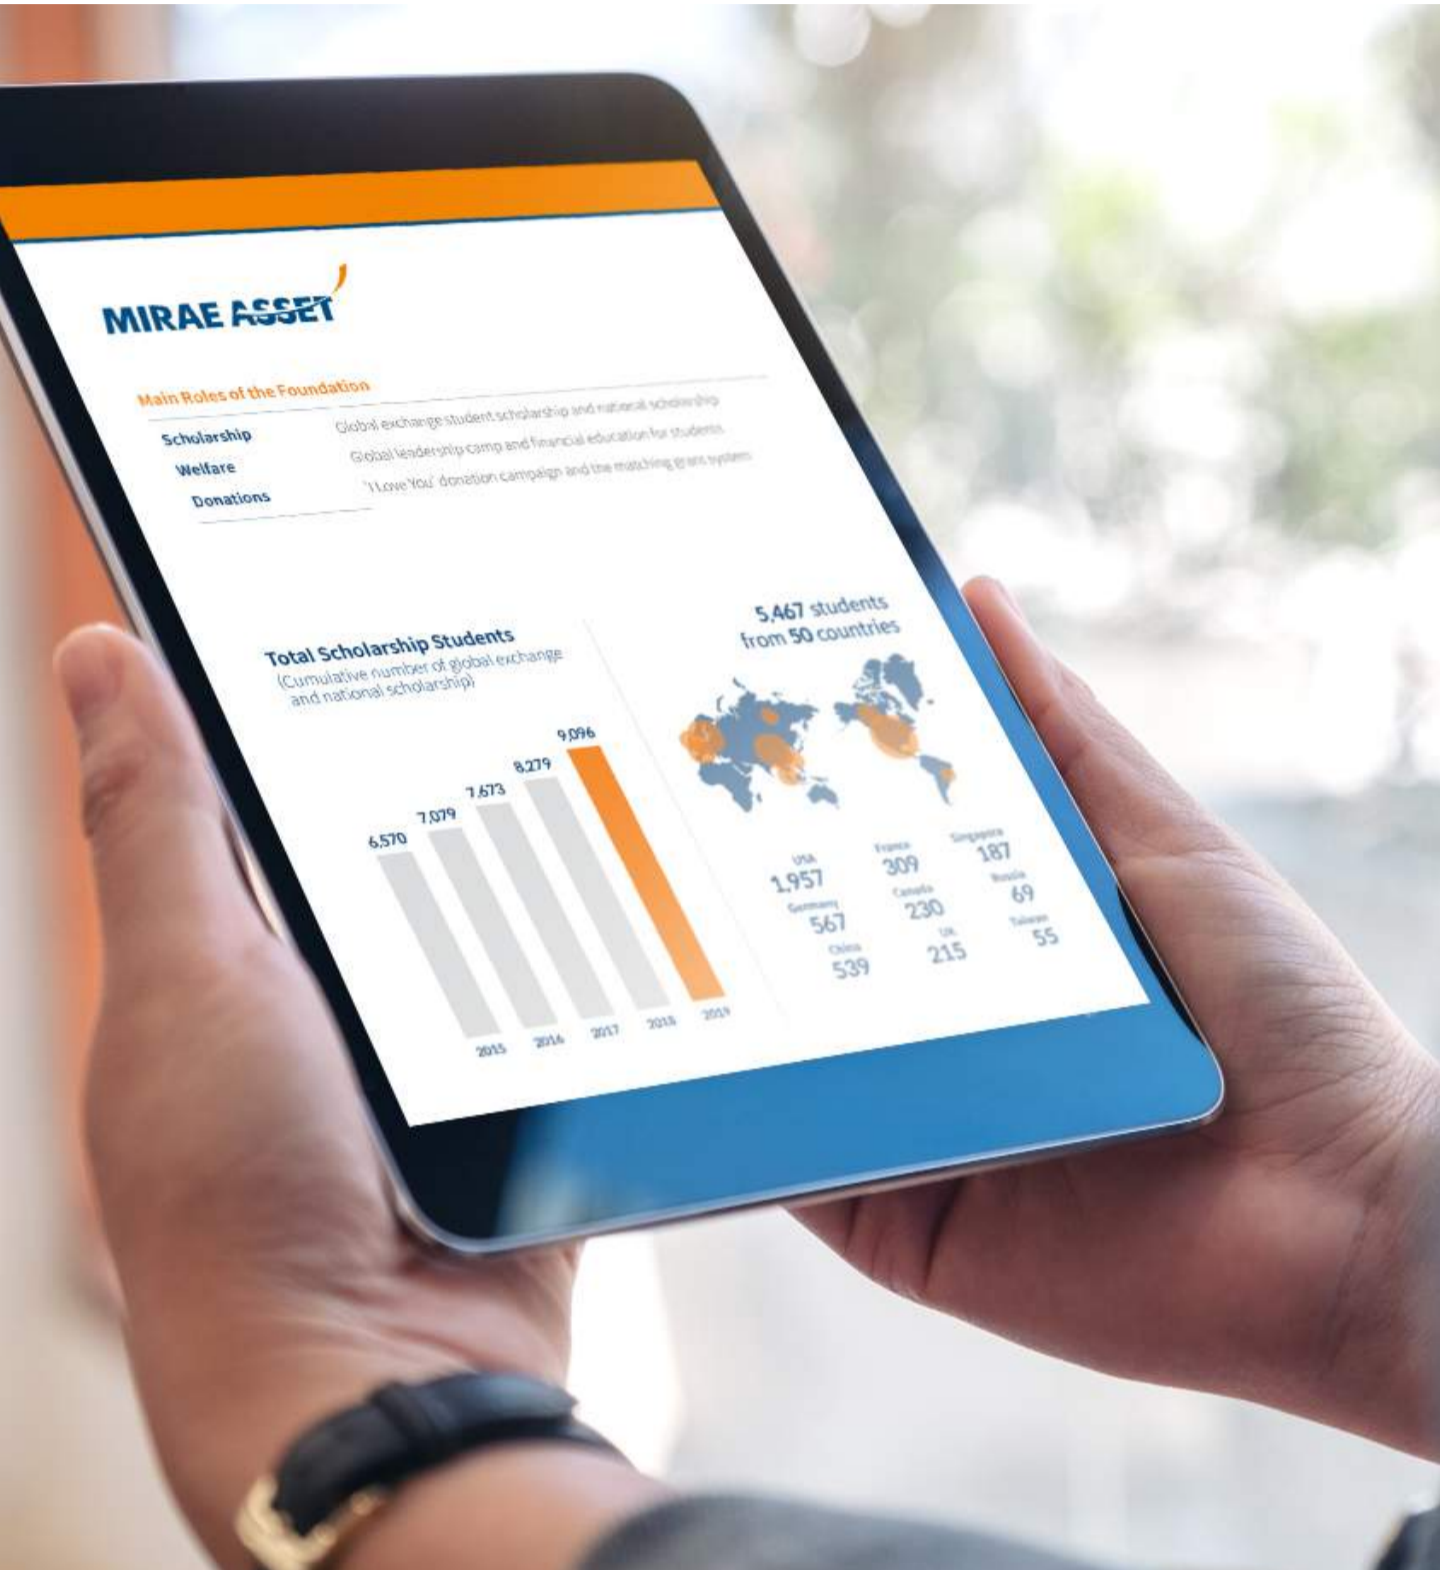 MIRAE ASSET
Main Roles of the Foundation
Scholarship Global exchange student scholarship and national scholarship
Welfare Global leadership camp and financial education for students
Donations 'I Love You' donation campaign and the matching grant system
Total Scholarship Students
(Cumulative number of global exchange
and national scholarship)
9,096
8,279
7,673
7,079
6,570
2015 2016 2017 2018 2019
5,467 students
from 50 countries
USA France Singapore
1,957 309 187
Germany Canada Russia
567 230 69
China UK Taiwan
539 215 55